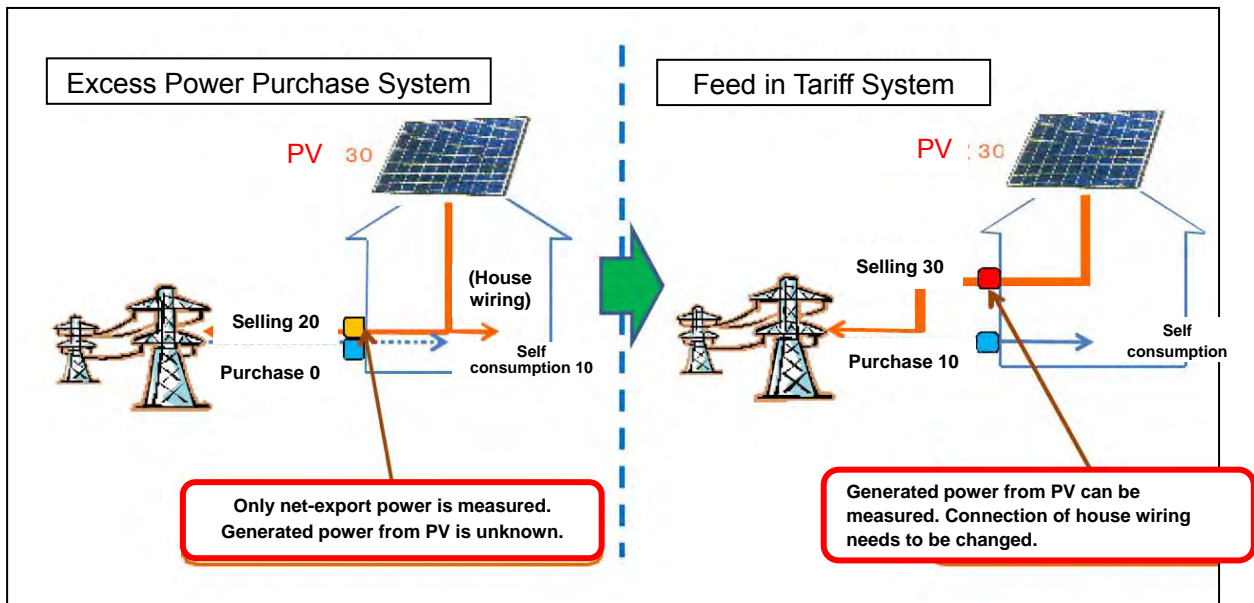 Excess Power Purchase System
PV 30
(House
wiring)
Selling 20
Purchase 0
Self
consumption 10
Only net-export power is measured.
Generated power from PV is unknown.
Feed in Tariff System
PV 30
Selling 30
Purchase 10
Self
consumption
Generated power from PV can be
measured. Connection of house wiring
needs to be changed.